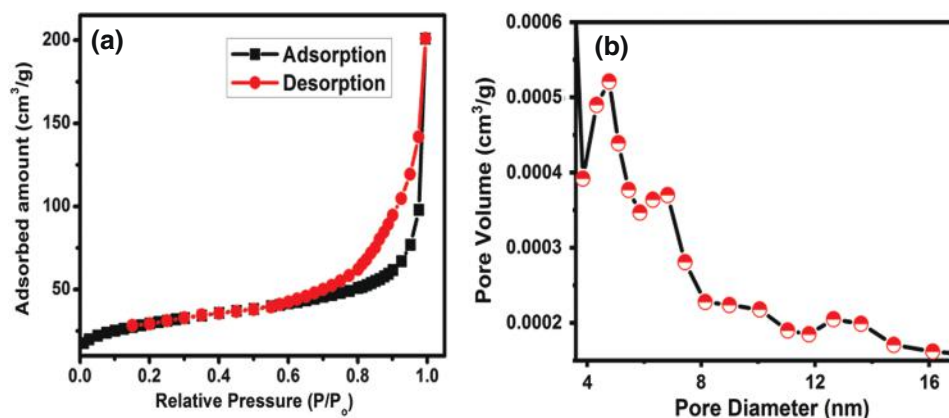 (a)
Adsorption
Desorption
200
150
100
50
0.0 0.2 0.4 0.6 0.8 1.0
Adsorbed amount (cm³/g)
Relative Pressure (P/Pₒ)
(b)
0.0006
0.0005
0.0004
0.0003
0.0002
4 8 12 16
Pore Volume (cm³/g)
Pore Diameter (nm)